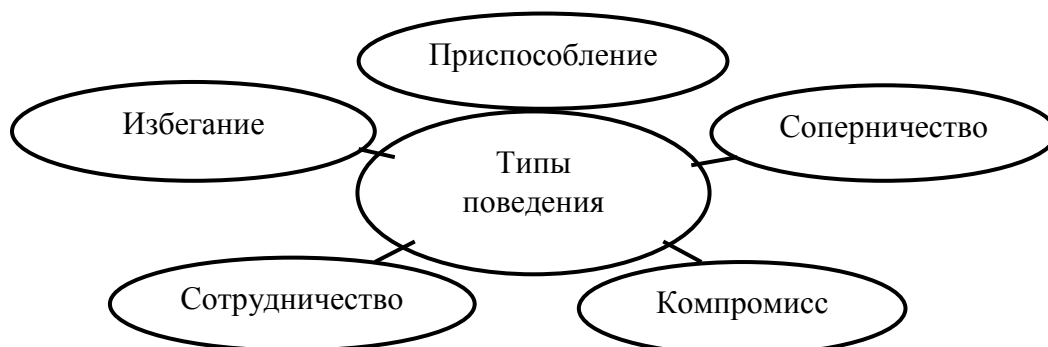 Приспособление
Избегание
Соперничество
Типы
поведения
Сотрудничество
Компромисс